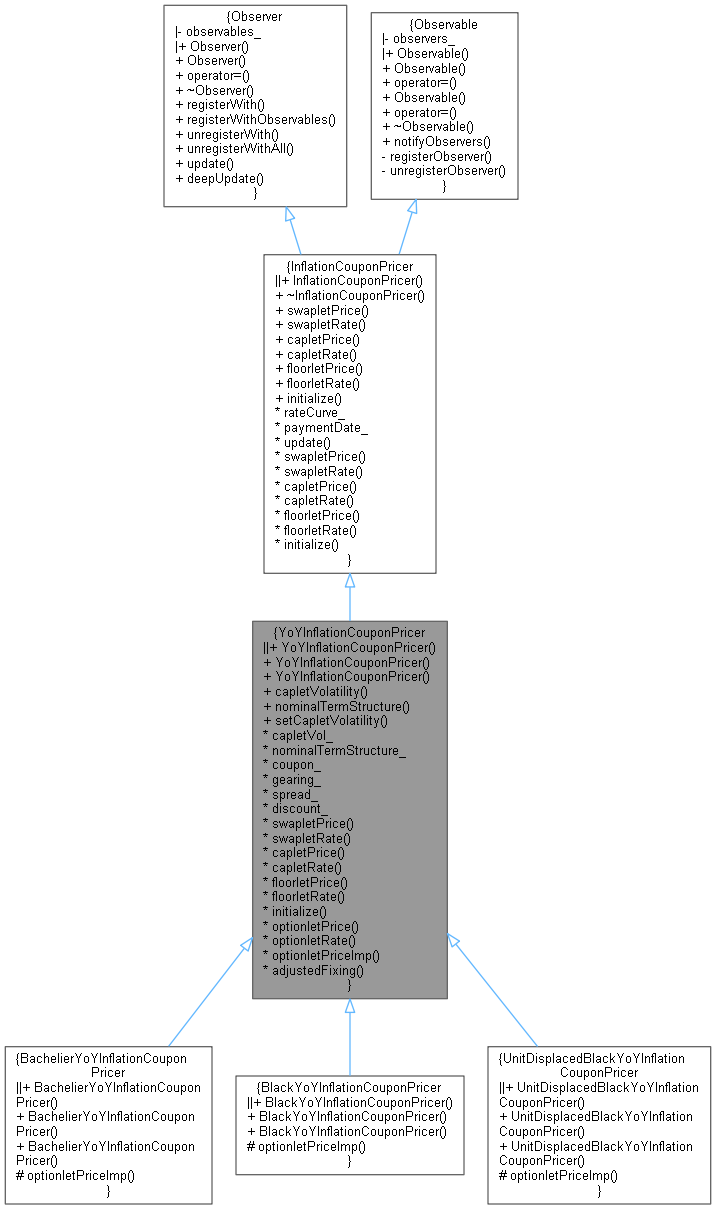 {Observer
|- observables_
|+ Observer()
+ Observer()
+ operator=()
+ ~Observer()
+ registerWith()
+ registerWithObservables()
+ unregisterWith()
+ unregisterWithAll()
+ update()
+ deepUpdate()
}
{Observable
|- observers_
|+ Observable()
+ Observable()
+ operator=()
+ Observable()
+ operator=()
+ ~Observable()
+ notifyObservers()
- registerObserver()
- unregisterObserver()
}
{InflationCouponPricer
||+ InflationCouponPricer()
+ ~InflationCouponPricer()
+ swapletPrice()
+ swapletRate()
+ capletPrice()
+ capletRate()
+ floorletPrice()
+ floorletRate()
+ initialize()
* rateCurve_
* paymentDate_
* update()
* swapletPrice()
* swapletRate()
* capletPrice()
* capletRate()
* floorletPrice()
* floorletRate()
* initialize()
}
{YoYInflationCouponPricer
||+ YoYInflationCouponPricer()
+ YoYInflationCouponPricer()
+ YoYInflationCouponPricer()
+ capletVolatility()
+ nominalTermStructure()
+ setCapletVolatility()
* capletVol_
* nominalTermStructure_
* coupon_
* gearing_
* spread_
* discount_
* swapletPrice()
* swapletRate()
* capletPrice()
* capletRate()
* floorletPrice()
* floorletRate()
* initialize()
* optionletPrice()
* optionletRate()
* optionletPriceImp()
* adjustedFixing()
}
{BachelierYoYInflationCoupon
Pricer
||+ BachelierYoYInflationCoupon
Pricer()
+ BachelierYoYInflationCoupon
Pricer()
+ BachelierYoYInflationCoupon
Pricer()
# optionletPriceImp()
}
{BlackYoYInflationCouponPricer
||+ BlackYoYInflationCouponPricer()
+ BlackYoYInflationCouponPricer()
+ BlackYoYInflationCouponPricer()
# optionletPriceImp()
}
{UnitDisplacedBlackYoYInflation
CouponPricer
||+ UnitDisplacedBlackYoYInflation
CouponPricer()
+ UnitDisplacedBlackYoYInflation
CouponPricer()
+ UnitDisplacedBlackYoYInflation
CouponPricer()
# optionletPriceImp()
}